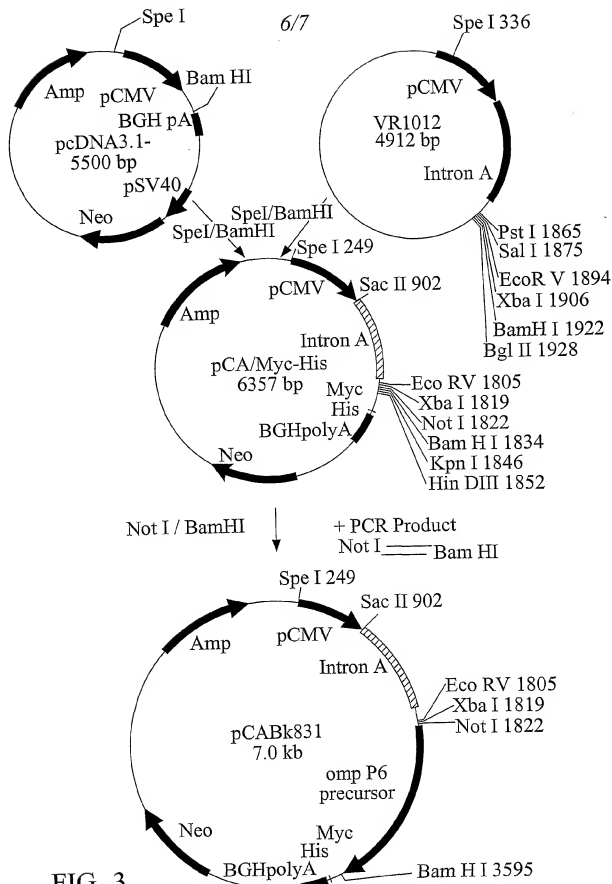 6/7
Spe I
Amp
pCMV
Bam HI
BGH pA
pcDNA3.1-
5500 bp
pSV40
Neo
SpeI/BamHI
Spe I 336
pCMV
VR1012
4912 bp
Intron A
Pst I 1865
Sal I 1875
EcoR V 1894
Xba I 1906
BamH I 1922
Bgl II 1928
SpeI/BamHI
Spe I 249
pCMV
Sac II 902
Amp
Intron A
pCA/Myc-His
6357 bp
Myc
His
BGHpolyA
Neo
Eco RV 1805
Xba I 1819
Not I 1822
Bam H I 1834
Kpn I 1846
Hin DIII 1852
Not I / BamHI
+ PCR Product
Not I
Bam HI
Spe I 249
Sac II 902
Amp
pCMV
Intron A
Eco RV 1805
Xba I 1819
Not I 1822
pCABk831
7.0 kb
omp P6
precursor
Neo
Myc
His
BGHpolyA
Bam H I 3595
FIG. 3